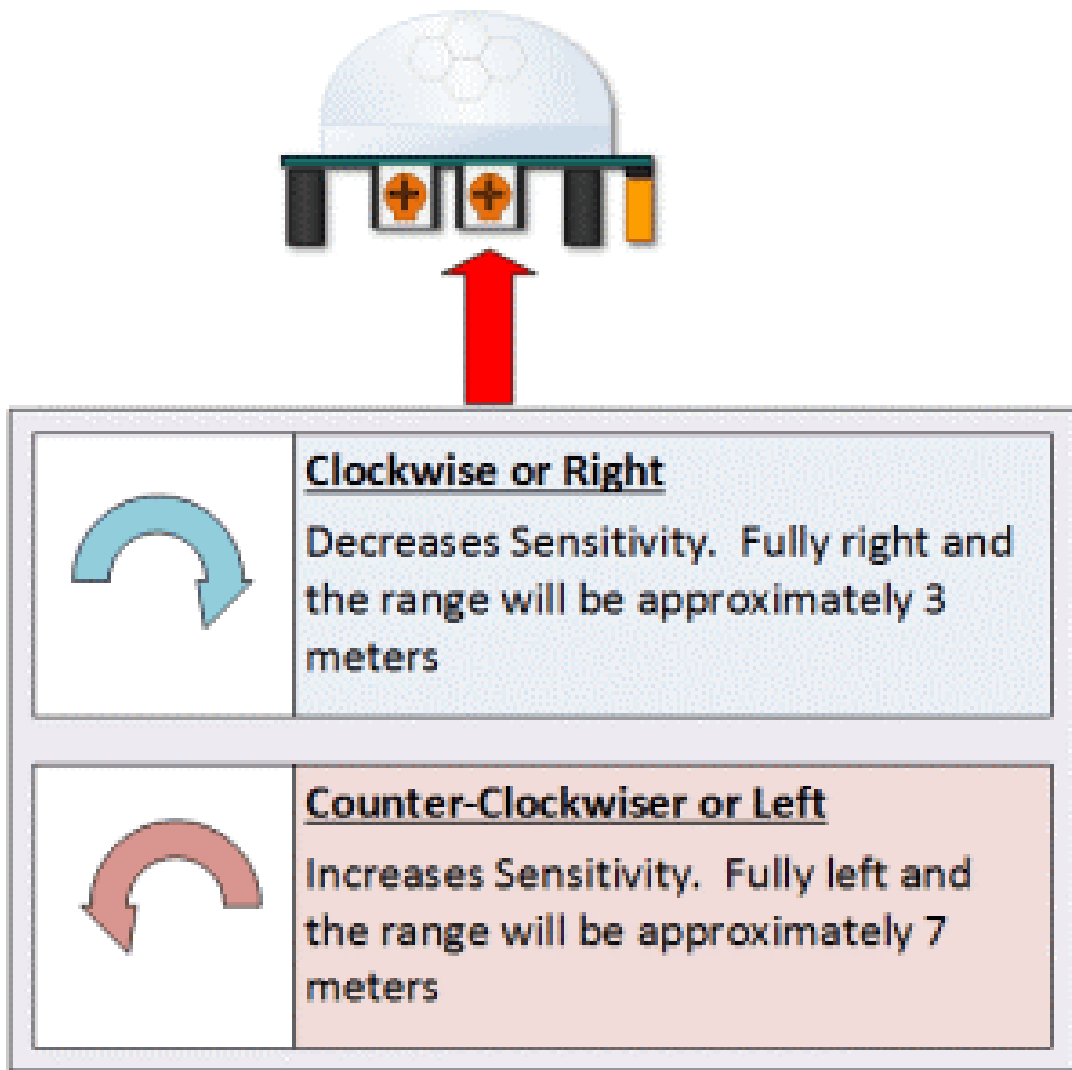 Clockwise or Right
Decreases Sensitivity. Fully right and
the range will be approximately 3
meters
Counter-Clockwiser or Left
Increases Sensitivity. Fully left and
the range will be approximately 7
meters